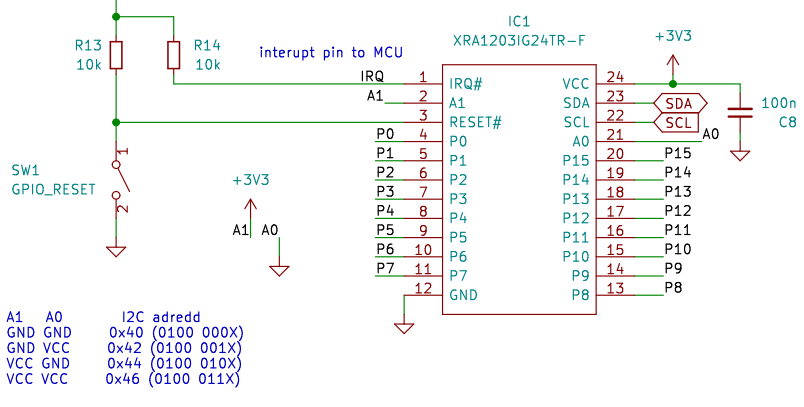 IC1
XRA1203IG24TR-F
+3V3
R13
10k
R14
10k
interupt pin to MCU
IRQ
A1
1
2
3
4
5
6
7
8
9
10
11
12
IRQ#
A1
RESET#
P0
P1
P2
P3
P4
P5
P6
P7
GND
P0
P1
P2
P3
P4
P5
P6
P7
VCC
SDA
SCL
A0
P15
P14
P13
P12
P11
P10
P9
P8
24
23
22
21
20
19
18
17
16
15
14
13
SDA
SCL
A0
P15
P14
P13
P12
P11
P10
P9
P8
100n
C8
SW1
GPIO_RESET
1
2
+3V3
A1 A0
A1 A0 I2C adredd
GND GND 0x40 (0100 000X)
GND VCC 0x42 (0100 001X)
VCC GND 0x44 (0100 010X)
VCC VCC 0x46 (0100 011X)